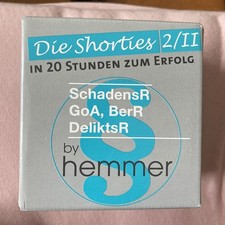 Die Shorties 2/II
IN 20 STUNDEN ZUM ERFOLG
SchadensR
GoA, BerR
DeliktsR
§
by
hemmer